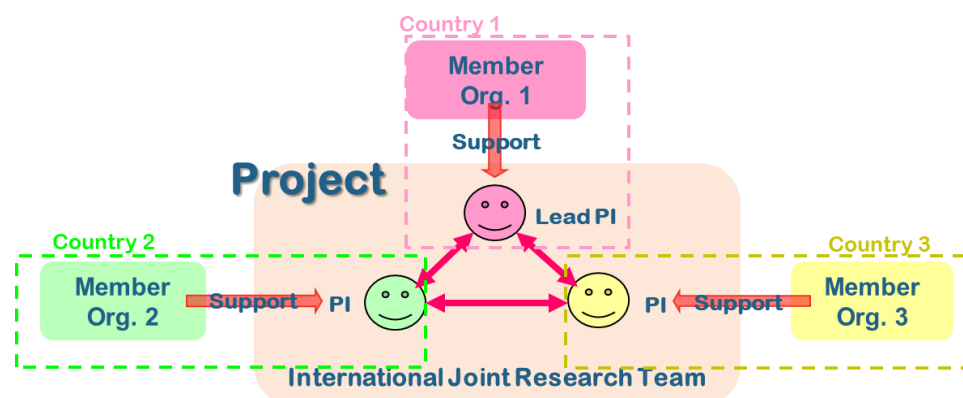 Country 1
Member
Org. 1
Support
Project
Lead PI
Country 2
Country 3
Member
Org. 2
Support
PI
PI
Support
Member
Org. 3
International Joint Research Team